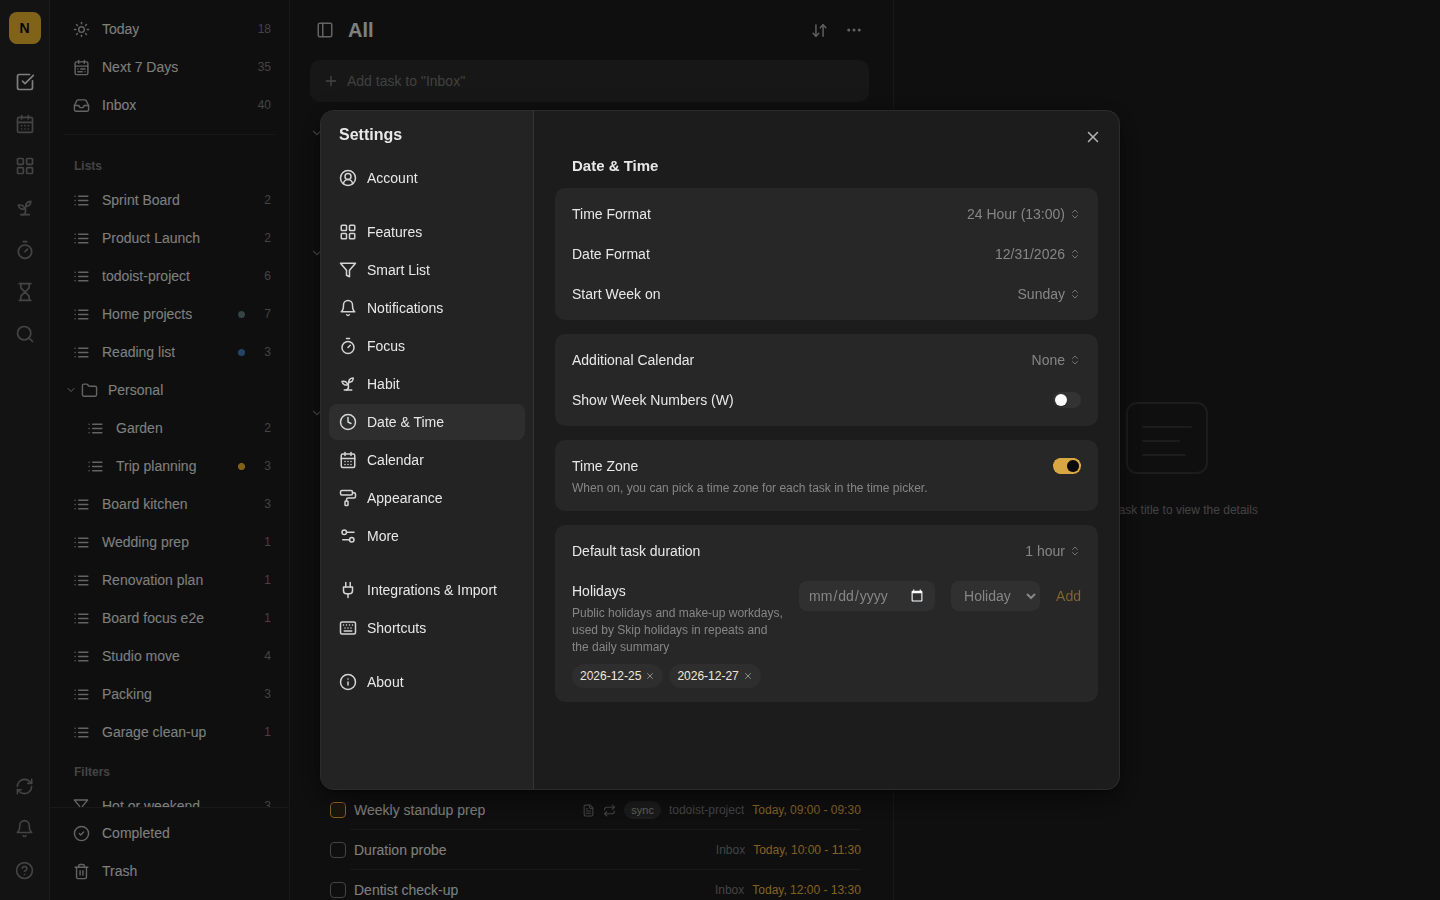 N
Today 18
Next 7 Days 35
Inbox 40
Lists
Sprint Board 2
Product Launch 2
todoist-project 6
Home projects 7
Reading list 3
Personal
Garden 2
Trip planning 3
Board kitchen 3
Wedding prep 1
Renovation plan 1
Board focus e2e 1
Studio move 4
Packing 3
Garage clean-up 1
Filters
Hot or weekend 3
Completed
Trash
All
Add task to "Inbox"
Settings
Account
Features
Smart List
Notifications
Focus
Habit
Date & Time
Calendar
Appearance
More
Integrations & Import
Shortcuts
About
Date & Time
Time Format 24 Hour (13:00)
Date Format 12/31/2026
Start Week on Sunday
Additional Calendar None
Show Week Numbers (W)
Time Zone
When on, you can pick a time zone for each task in the time picker.
Default task duration 1 hour
Holidays mm/dd/yyyy Holiday Add
Public holidays and make-up workdays,
used by Skip holidays in repeats and
the daily summary
2026-12-25 2026-12-27
title to view the details
Weekly standup prep sync todoist-project Today, 09:00 - 09:30
Duration probe Inbox Today, 10:00 - 11:30
Dentist check-up Inbox Today, 12:00 - 13:30